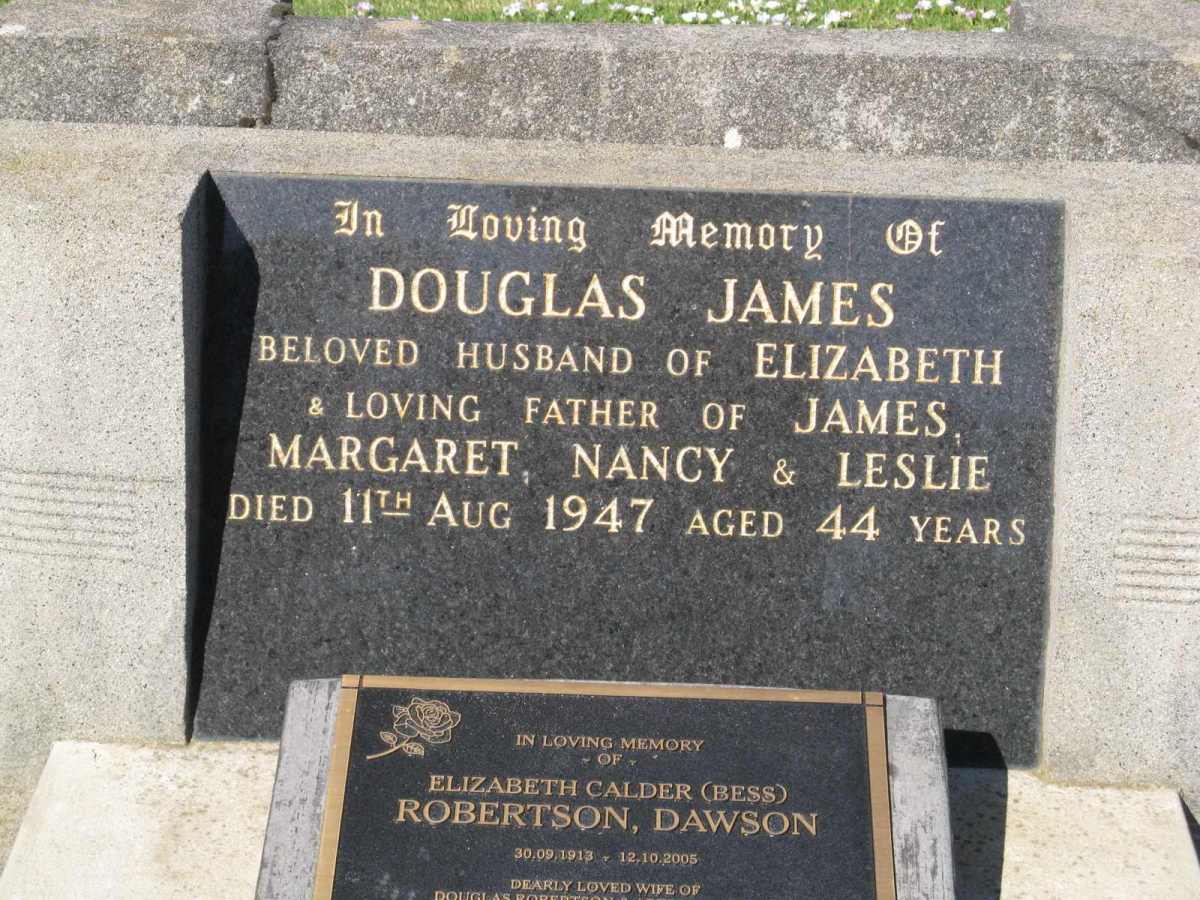 In Loving Memory Of
DOUGLAS JAMES
BELOVED HUSBAND OF ELIZABETH
& LOVING FATHER OF JAMES,
MARGARET, NANCY & LESLIE
DIED 11TH AUG 1947 AGED 44 YEARS
IN LOVING MEMORY
- OF -
ELIZABETH CALDER (BESS)
ROBERTSON, DAWSON
30.09.1913 - 12.10.2005
DEARLY LOVED WIFE OF
DOUGLAS ROBERTSON